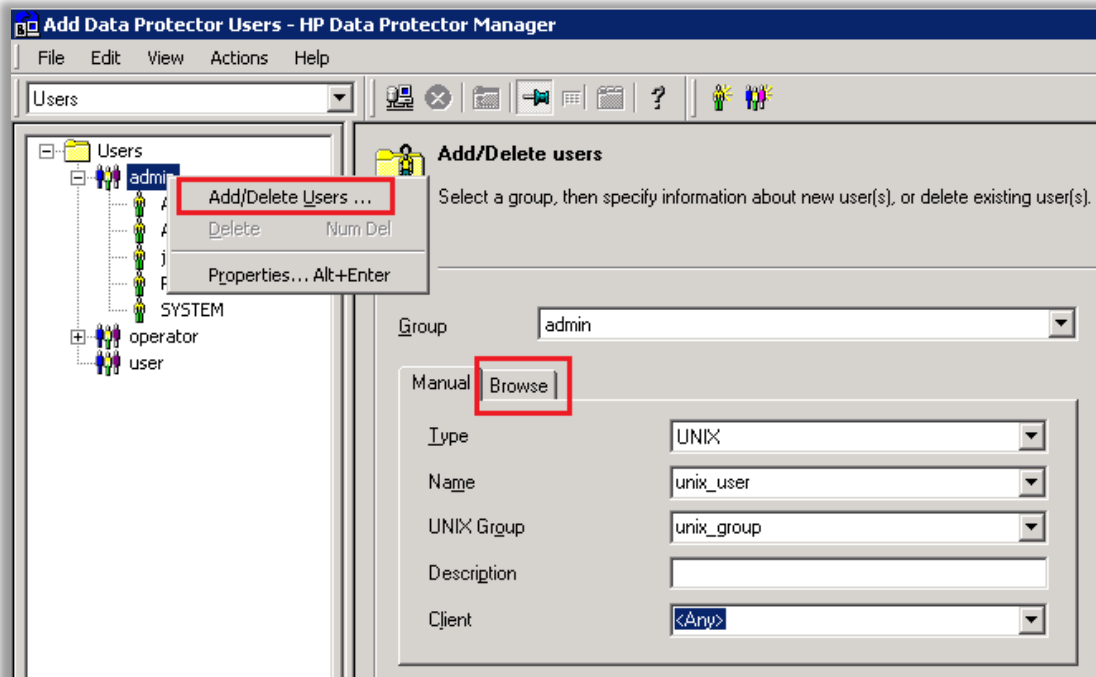 Add Data Protector Users - HP Data Protector Manager
File Edit View Actions Help
Users
Users
admin
Add/Delete Users ...
Delete Num Del
Properties... Alt+Enter
SYSTEM
operator
user
Add/Delete users
Select a group, then specify information about new user(s), or delete existing user(s).
Group admin
Manual Browse
Type UNIX
Name unix_user
UNIX Group unix_group
Description
Client <Any>